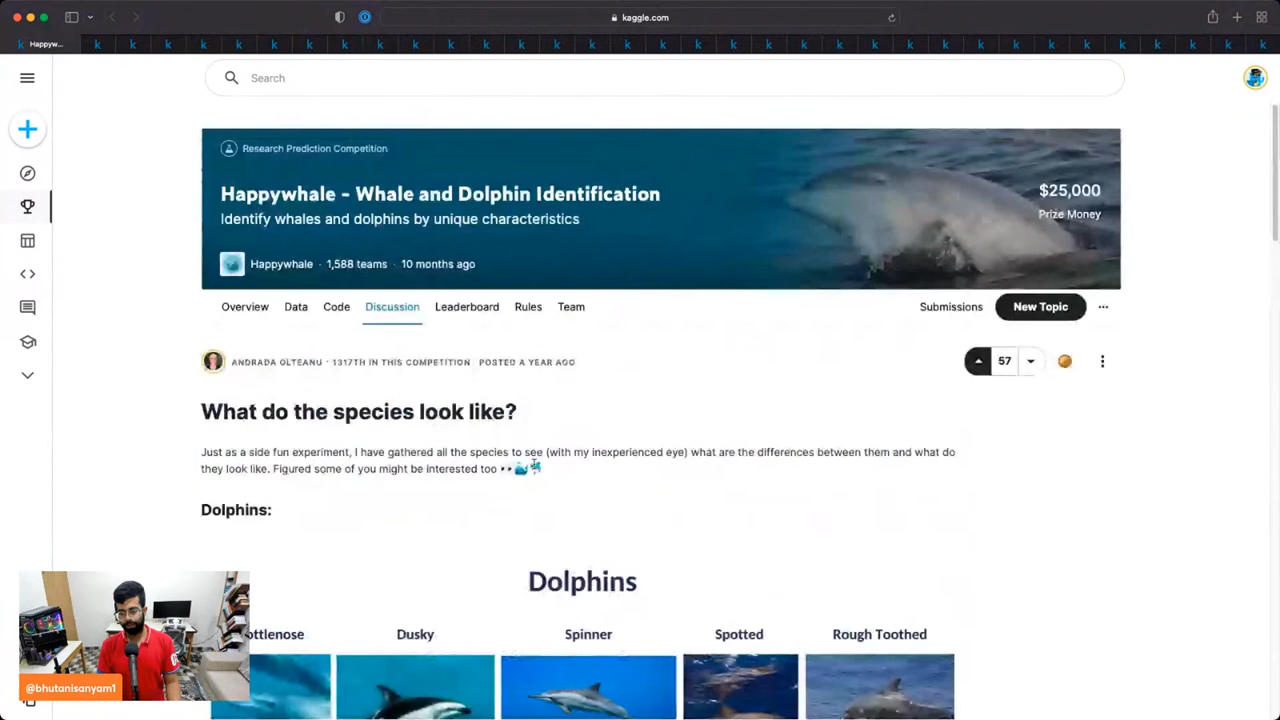 kaggle.com
Happyw...
Search
Research Prediction Competition
Happywhale - Whale and Dolphin Identification
Identify whales and dolphins by unique characteristics
$25,000
Prize Money
Happywhale · 1,588 teams · 10 months ago
Overview Data Code Discussion Leaderboard Rules Team Submissions New Topic ...
ANDRADA OLTEANU · 1317TH IN THIS COMPETITION POSTED A YEAR AGO
57
What do the species look like?
Just as a side fun experiment, I have gathered all the species to see (with my inexperienced eye) what are the differences between them and what do
they look like. Figured some of you might be interested too 👀🐳🎏
Dolphins:
Dolphins
ottlenose Dusky Spinner Spotted Rough Toothed
@bhutanisanyam1